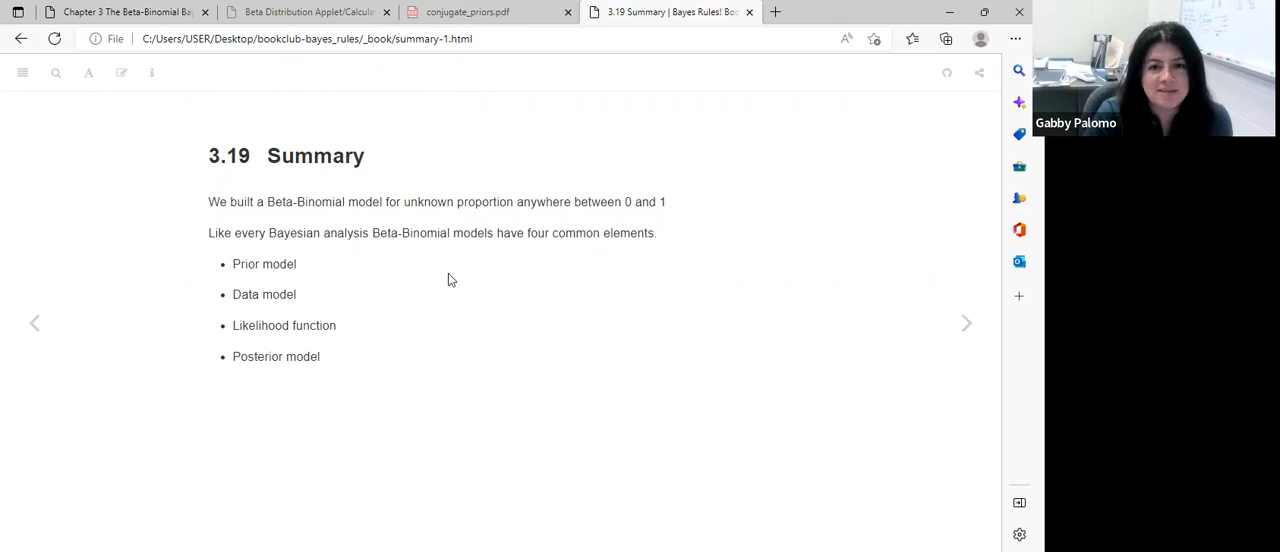 Chapter 3 The Beta-Binomial Ba
Beta Distribution Applet/Calcula
conjugate_priors.pdf
3.19 Summary | Bayes Rules! Boo
File
C:/Users/USER/Desktop/bookclub-bayes_rules/_book/summary-1.html
Gabby Palomo
3.19 Summary
We built a Beta-Binomial model for unknown proportion anywhere between 0 and 1
Like every Bayesian analysis Beta-Binomial models have four common elements.
• Prior model
• Data model
• Likelihood function
• Posterior model